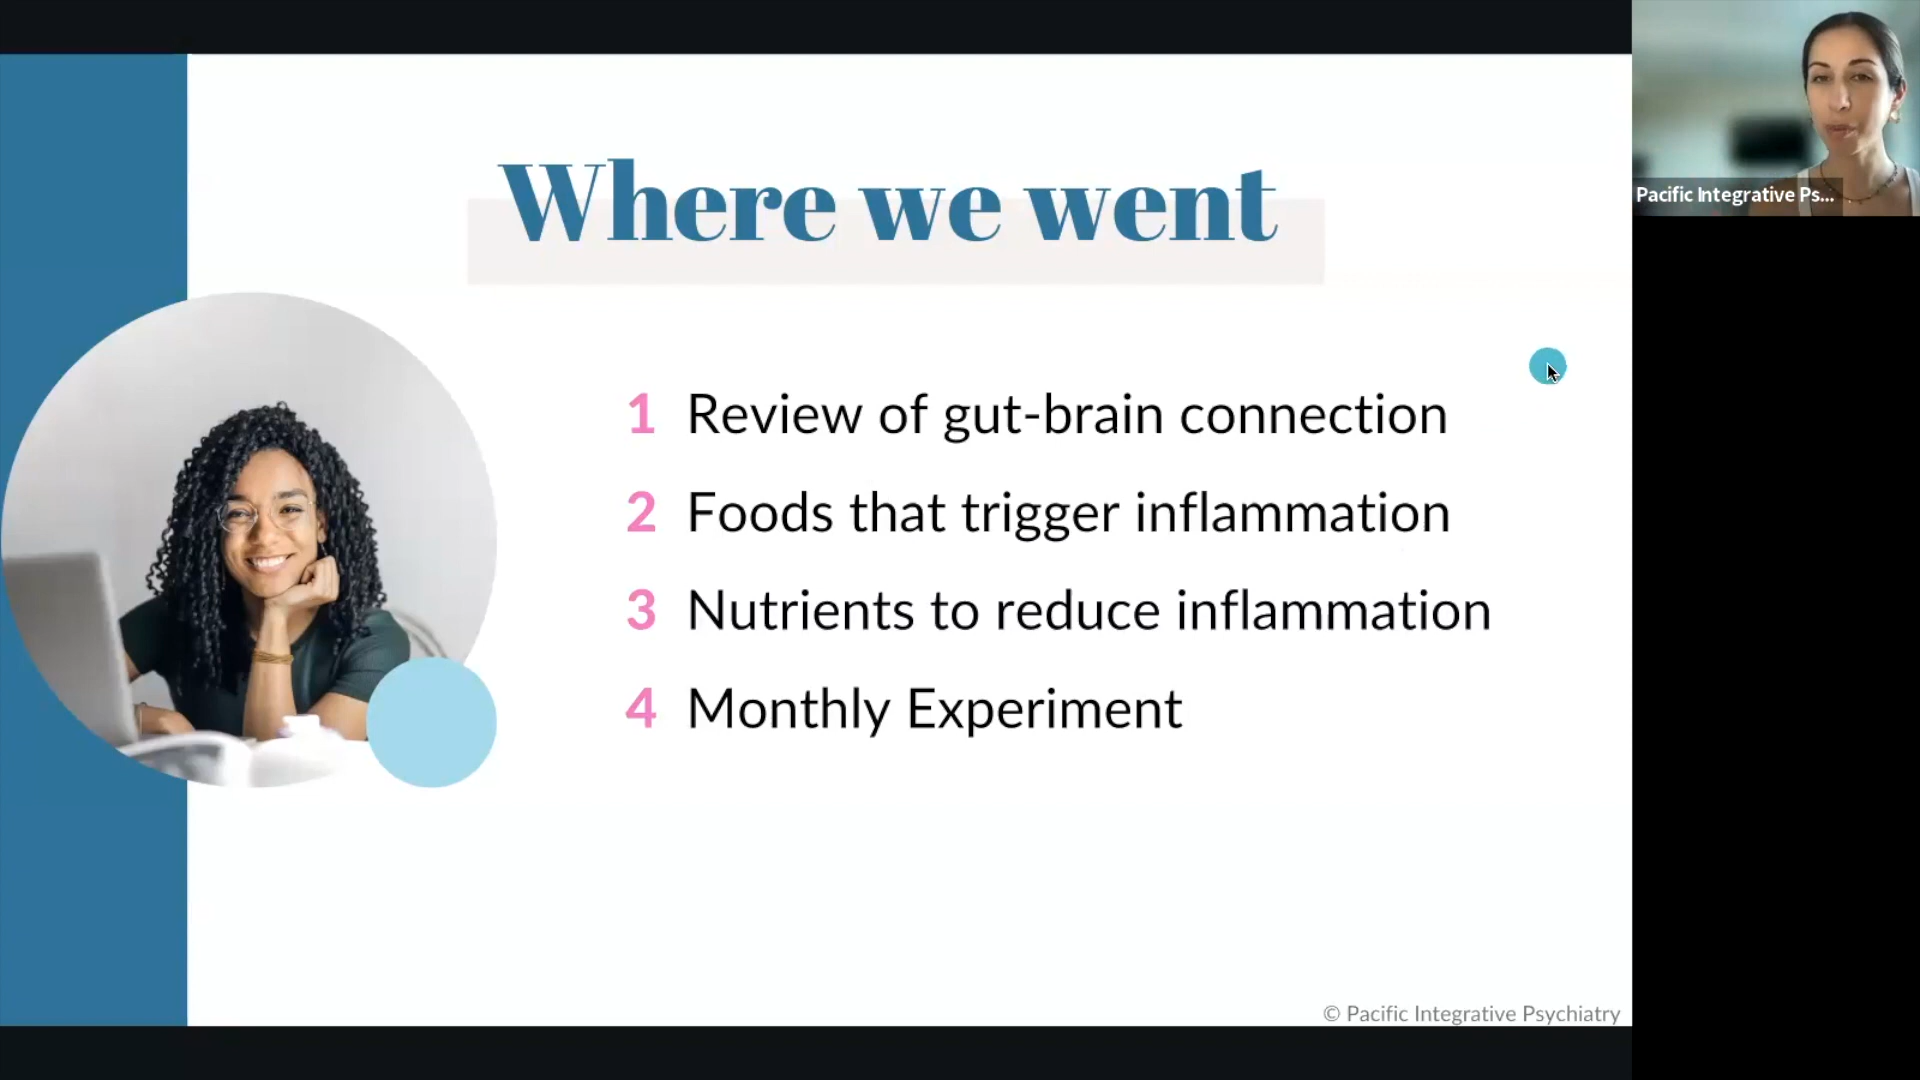 Where we went
1 Review of gut-brain connection
2 Foods that trigger inflammation
3 Nutrients to reduce inflammation
4 Monthly Experiment
© Pacific Integrative Psychiatry
Pacific Integrative Ps...